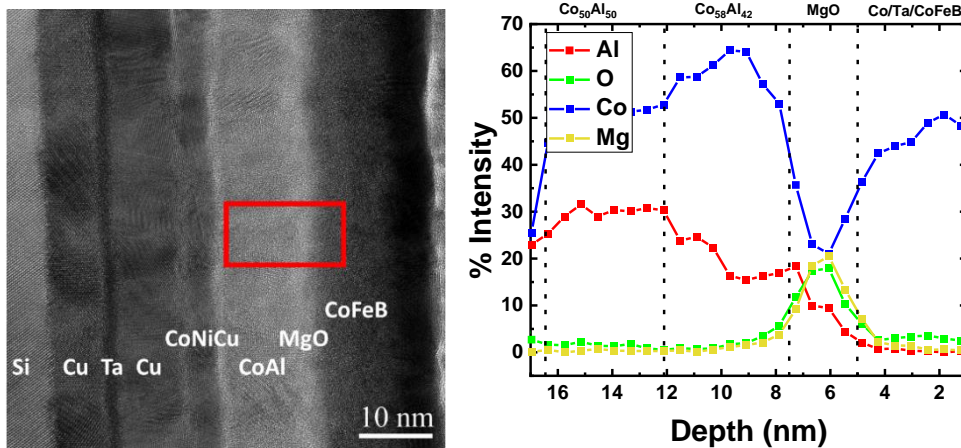 CoFeB
CoNiCu
MgO
Si
Cu
Ta
Cu
CoAl
10 nm
Co50Al50
Co58Al42
MgO
Co/Ta/CoFeB
Al
O
Co
Mg
% Intensity
70
60
50
40
30
20
10
0
16
14
12
10
8
6
4
2
Depth (nm)